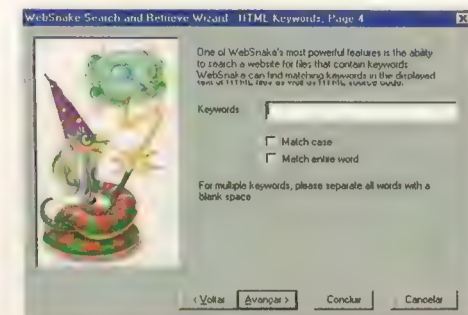 WebSnake Search and Retrieve Wizard - HTML Keywords, Page 4
One of WebSnake's most powerful features is the ability
to search a website for files that contain keywords.
WebSnake can find matching keywords in the displayed
text of HTML files as well as HTML source code.
Keywords
Match case
Match entire word
For multiple keywords, please separate all words with a
blank space
< Voltar
Avançar >
Concluir
Cancelar